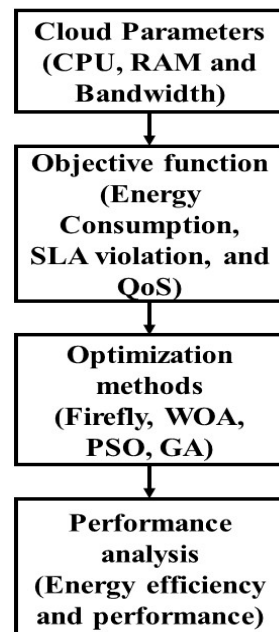 Cloud Parameters
(CPU, RAM and
Bandwidth)
Objective function
(Energy
Consumption,
SLA violation, and
QoS)
Optimization
methods
(Firefly, WOA,
PSO, GA)
Performance
analysis
(Energy efficiency
and performance)